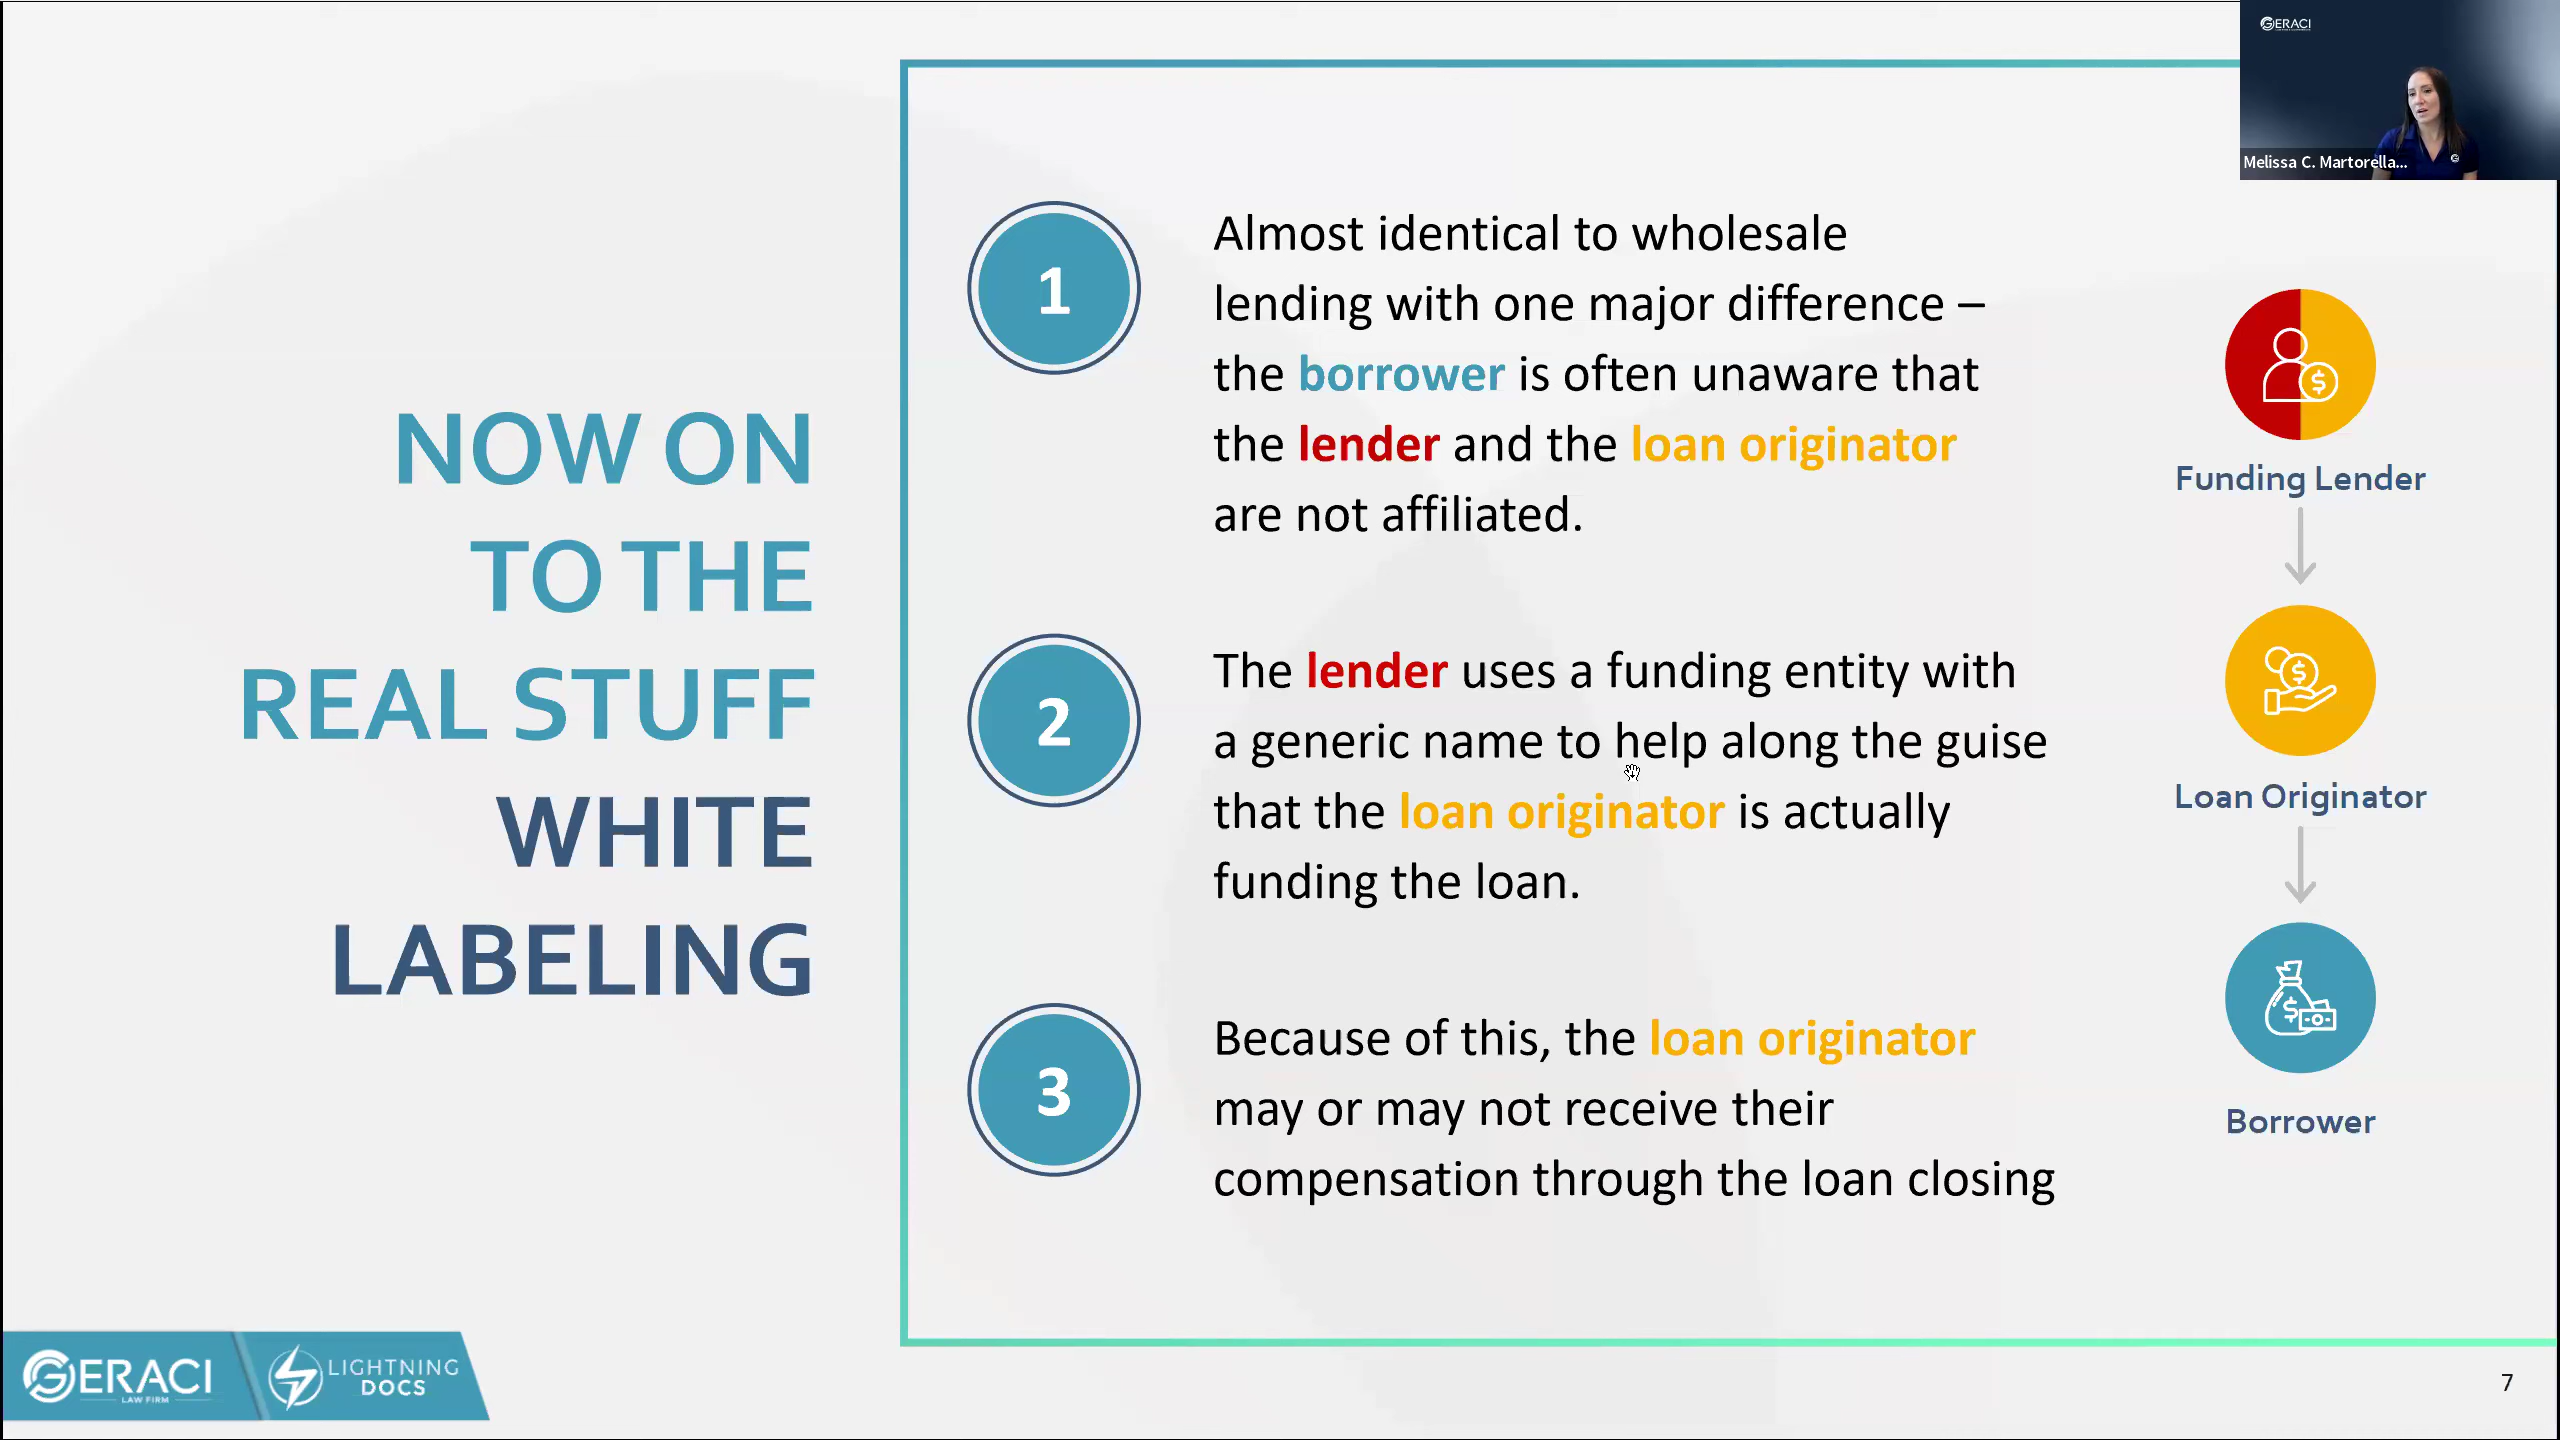 GERACI
Melissa C. Martorella...
NOW ON
TO THE
REAL STUFF
WHITE
LABELING
1
Almost identical to wholesale
lending with one major difference –
the borrower is often unaware that
the lender and the loan originator
are not affiliated.
2
The lender uses a funding entity with
a generic name to help along the guise
that the loan originator is actually
funding the loan.
3
Because of this, the loan originator
may or may not receive their
compensation through the loan closing
Funding Lender
Loan Originator
Borrower
GERACI
LAW FIRM
LIGHTNING
DOCS
7